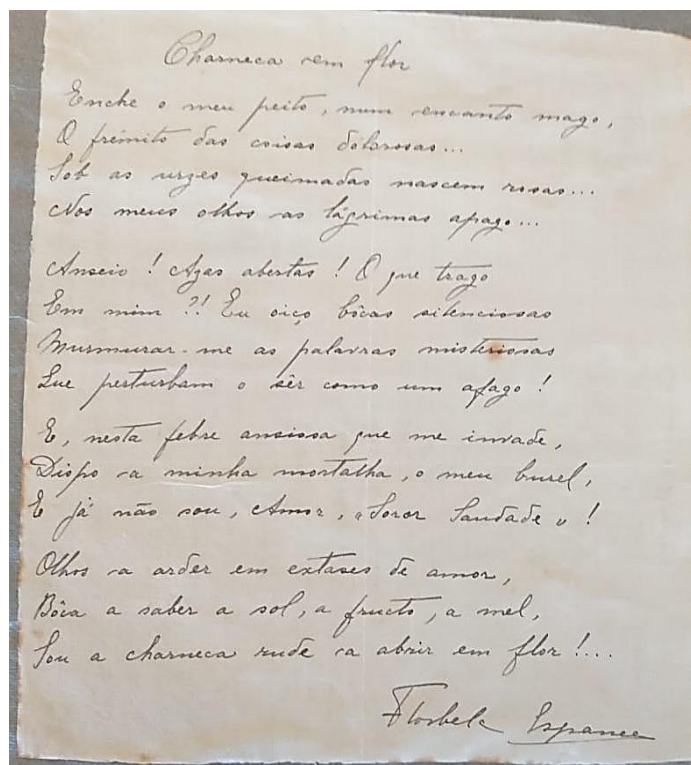 Charneca em flor
Enche o meu peito, num encanto mago,
O frémito das coisas dolorosas...
Sob as urzes queimadas nascem rosas...
Nos meus olhos as lágrimas apago...
Anseio! Azas abertas! O que trago
Em mim?! Eu oiço bôcas silenciosas
Murmurar-me as palavras misteriosas
Que perturbam o sêr como um afago!
E, nesta febre ansiosa que me invade,
Dispo a minha mortalha, o meu burel,
E já não sou, Amor, «Soror Saudade»!
Olhos a arder em extases de amor,
Bôca a saber a sol, a fructo, a mel,
Sou a charneca rude a abrir em flor!...
Florbela Espanca